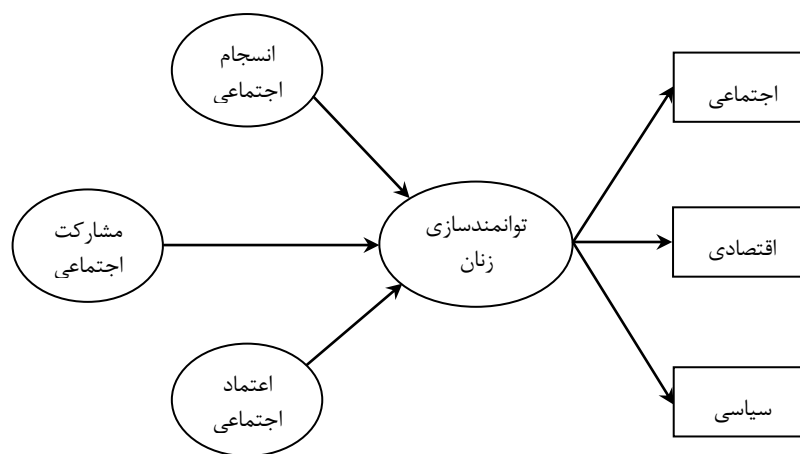 انسجام
اجتماعی
اجتماعی
مشارکت
اجتماعی
توانمندسازی
زنان
اقتصادی
اعتماد
اجتماعی
سیاسی